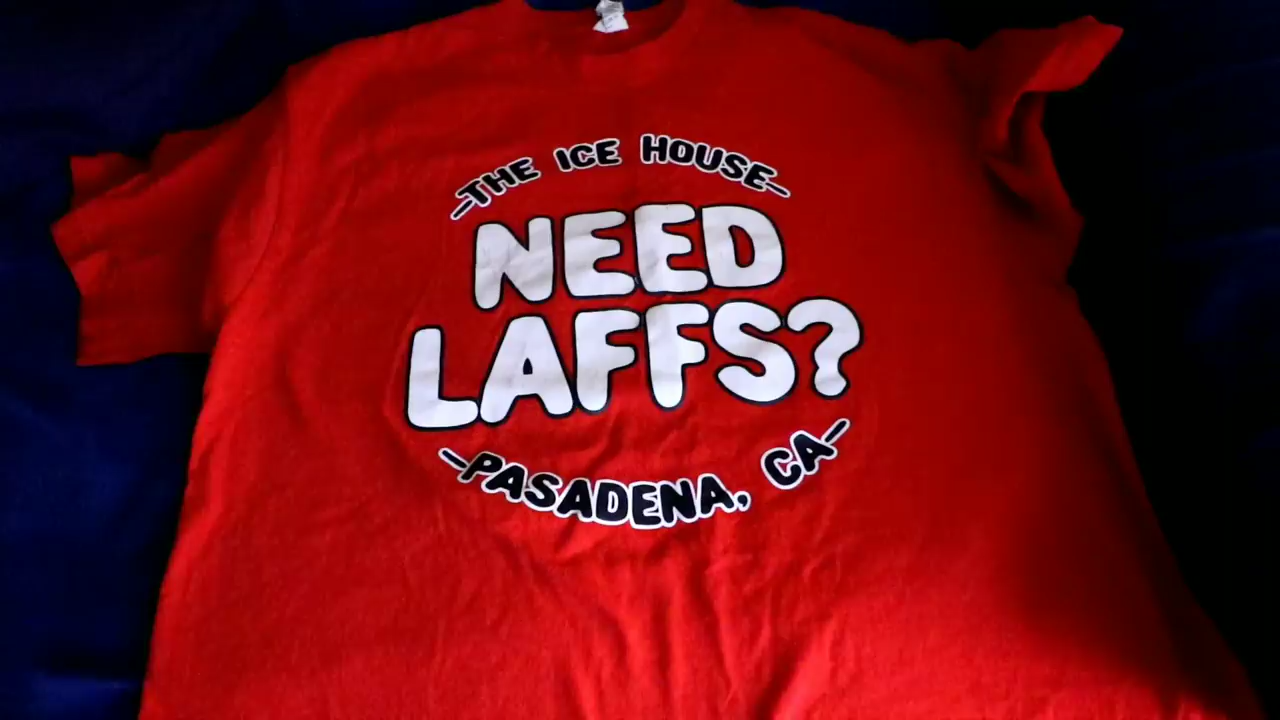 -THE ICE HOUSE-
NEED
LAFFS?
-PASADENA, CA-